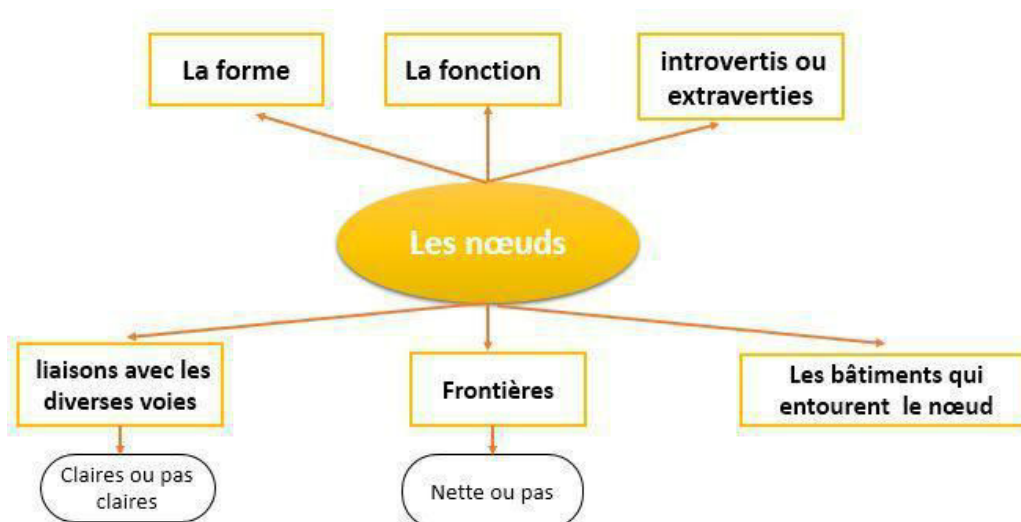 La forme
La fonction
introvertis ou
extraverties
Les nœuds
liaisons avec les
diverses voies
Frontières
Les bâtiments qui
entourent le nœud
Claires ou pas
claires
Nette ou pas